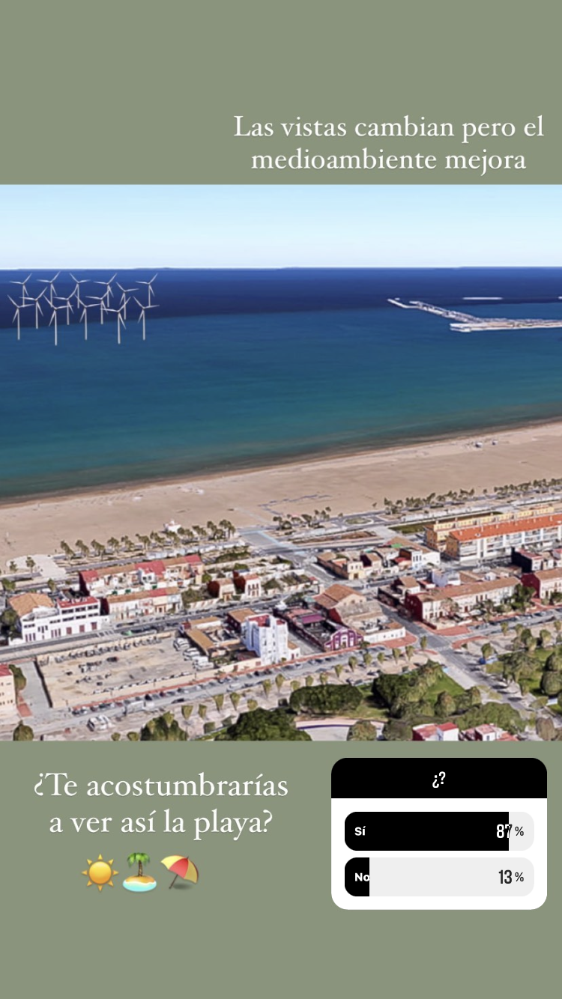 Las vistas cambian pero el
medioambiente mejora
¿Te acostumbrarías
a ver así la playa?
¿?
Sí 87%
No 13%